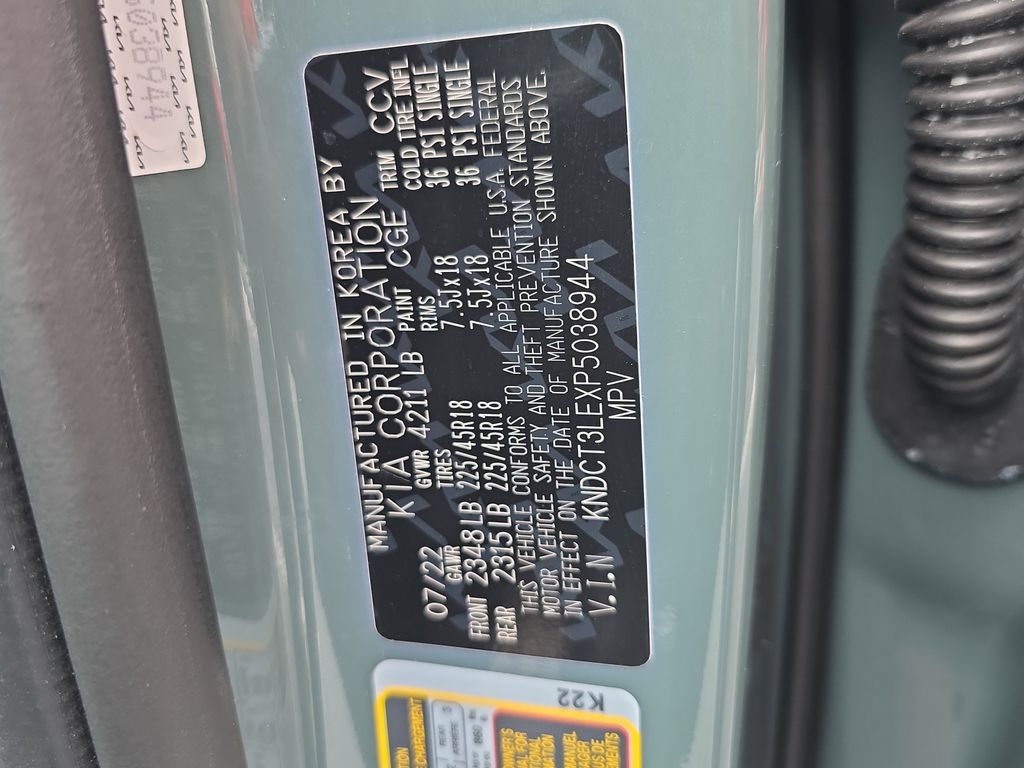 MANUFACTURED IN KOREA BY
KIA CORPORATION
07/22 GVWR 4211 LB PAINT CGE TRIM CCV
GAWR TIRES RIMS COLD TIRE INFL
FRONT 2348LB 225/45R18 7.5Jx18 36 PSI SINGLE
REAR 2315LB 225/45R18 7.5Jx18 36 PSI SINGLE
THIS VEHICLE CONFORMS TO ALL APPLICABLE U.S.A. FEDERAL
MOTOR VEHICLE SAFETY AND THEFT PREVENTION STANDARDS
IN EFFECT ON THE DATE OF MANUFACTURE SHOWN ABOVE.
V.I.N KNDCT3LEXP5038944
MPV
5038944
K22
REAR
ARRIÈRE